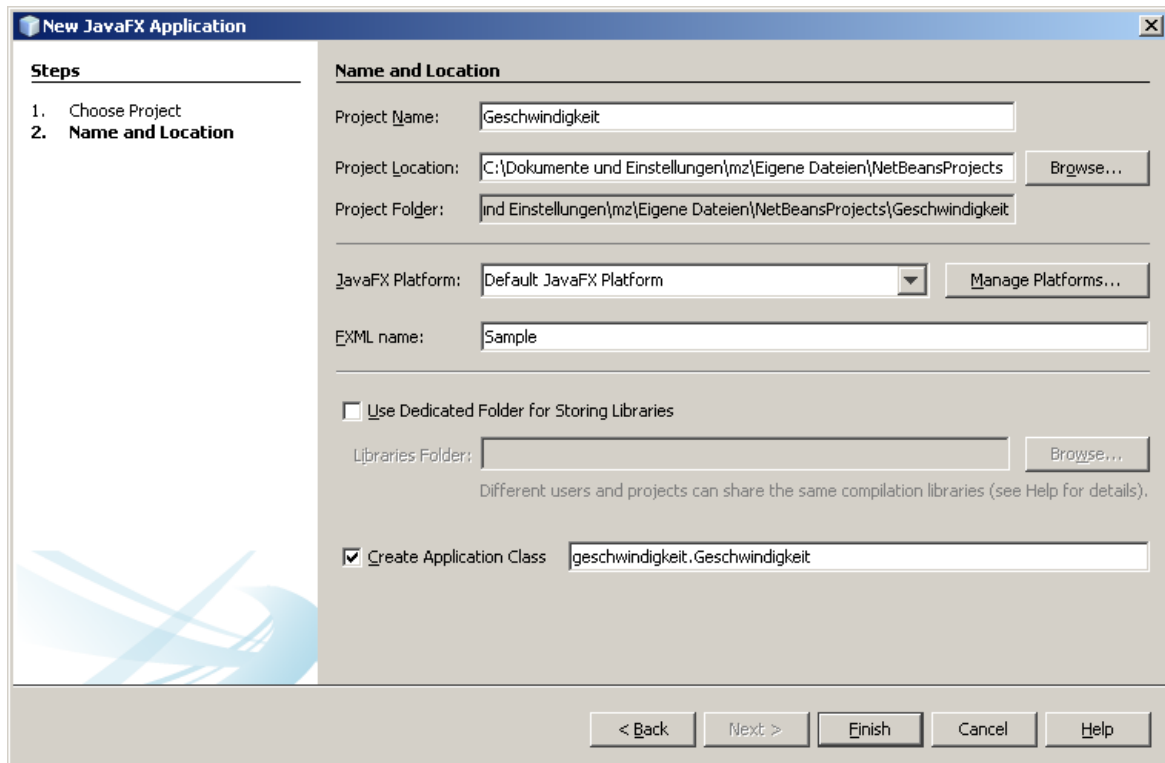 New JavaFX Application
Steps
1. Choose Project
2. Name and Location
Name and Location
Project Name: Geschwindigkeit
Project Location: C:\Dokumente und Einstellungen\mz\Eigene Dateien\NetBeansProjects Browse...
Project Folder: und Einstellungen\mz\Eigene Dateien\NetBeansProjects\Geschwindigkeit
JavaFX Platform: Default JavaFX Platform Manage Platforms...
FXML name: Sample
Use Dedicated Folder for Storing Libraries
Libraries Folder: Browse...
Different users and projects can share the same compilation libraries (see Help for details).
Create Application Class geschwindigkeit.Geschwindigkeit
< Back Next > Finish Cancel Help